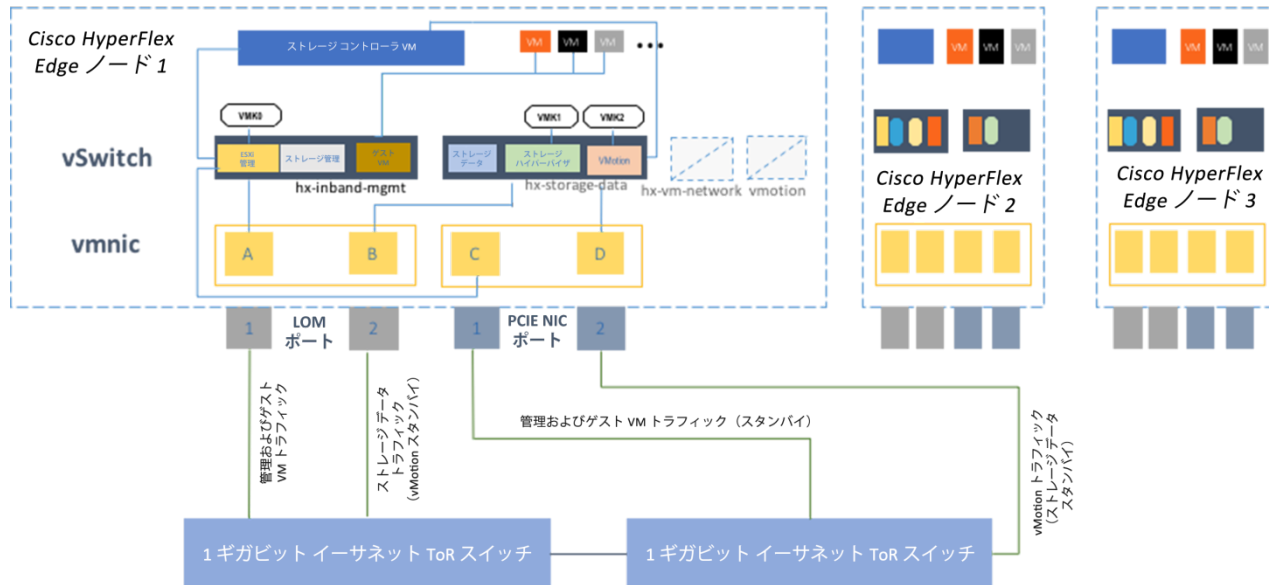 Cisco HyperFlex
Edge ノード 1
ストレージ コントローラ VM
VM
VM
VM
•••
VMK0
VMK1
VMK2
vSwitch
ESXi
管理
ストレージ管理
ゲスト
VM
ストレージ
データ
ストレージ
ハイパーバイザ
VMotion
hx-inband-mgmt
hx-storage-data
hx-vm-network
vmotion
vmnic
A
B
C
D
1
LOM
ポート
2
1
PCIE NIC
ポート
2
VM
VM
VM
Cisco HyperFlex
Edge ノード 2
VM
VM
VM
Cisco HyperFlex
Edge ノード 3
管理およびゲスト
VM トラフィック
ストレージ データ
トラフィック
(vMotion スタンバイ)
管理およびゲスト VM トラフィック（スタンバイ）
vMotion トラフィック
(ストレージ データ
スタンバイ)
1 ギガビット イーサネット ToR スイッチ
1 ギガビット イーサネット ToR スイッチ